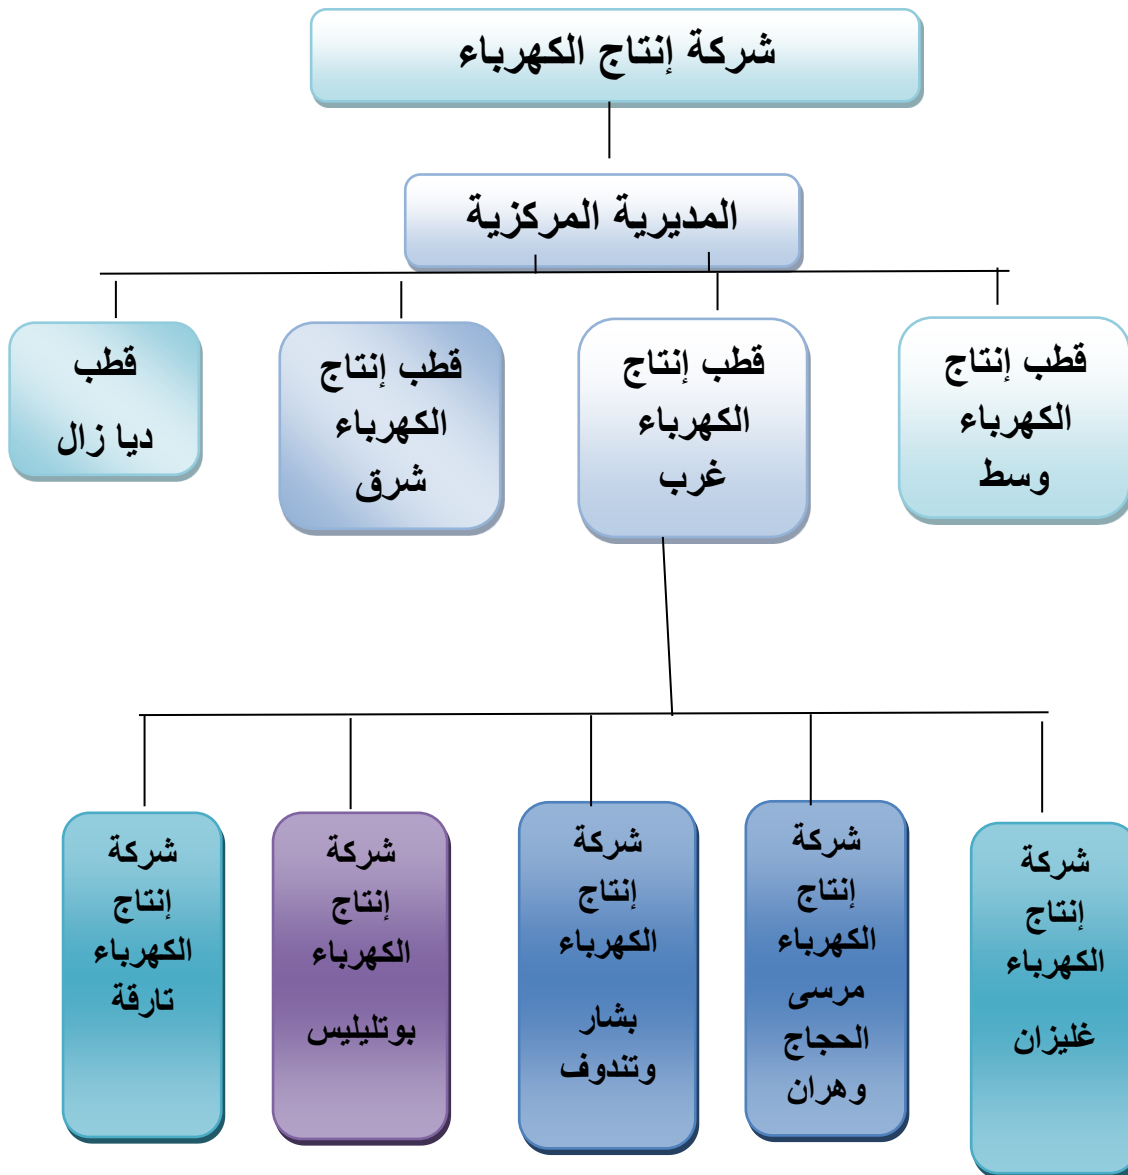 شركة إنتاج الكهرباء
المديرية المركزية
قطب إنتاج
الكهرباء
وسط
قطب إنتاج
الكهرباء
غرب
قطب إنتاج
الكهرباء
شرق
قطب
ديا زال
شركة
إنتاج
الكهرباء
غليزان
شركة
إنتاج
الكهرباء
مرسى
الحجاج
وهران
شركة
إنتاج
الكهرباء
بشار
وتندوف
شركة
إنتاج
الكهرباء
بوتليليس
شركة
إنتاج
الكهرباء
تارقة